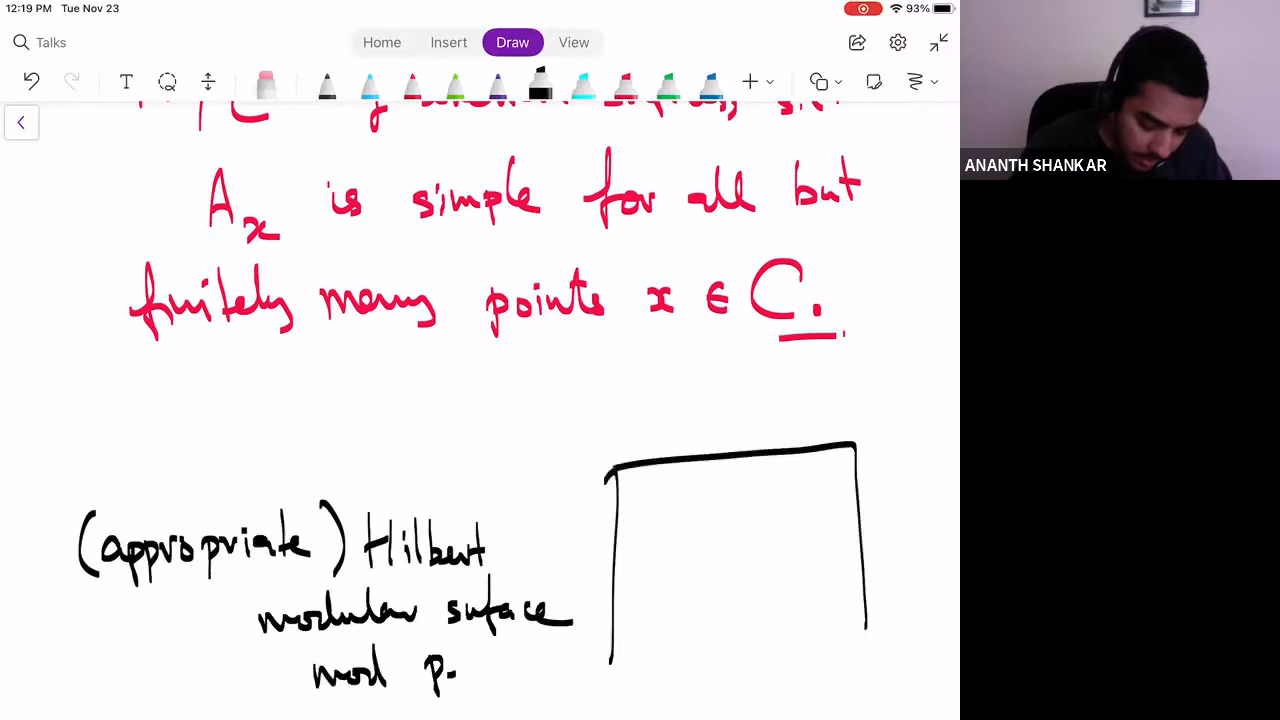 12:19 PM Tue Nov 23
93%
Talks
Home Insert Draw View
A_x is simple for all but
finitely many points x ∈ C.
(appropriate) Hilbert
modular surface
mod p.
ANANTH SHANKAR